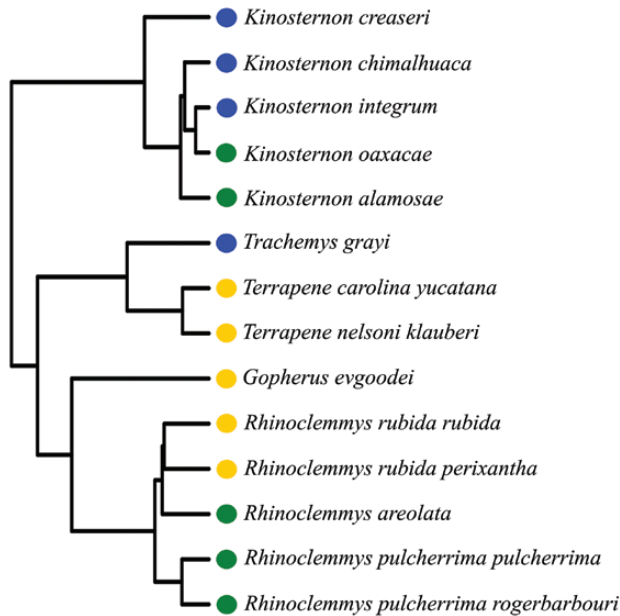 Kinosternon creaseri
Kinosternon chimalhuaca
Kinosternon integrum
Kinosternon oaxacae
Kinosternon alamosae
Trachemys grayi
Terrapene carolina yucatana
Terrapene nelsoni klauberi
Gopherus evgoodei
Rhinoclemmys rubida rubida
Rhinoclemmys rubida perixantha
Rhinoclemmys areolata
Rhinoclemmys pulcherrima pulcherrima
Rhinoclemmys pulcherrima rogerbarbouri